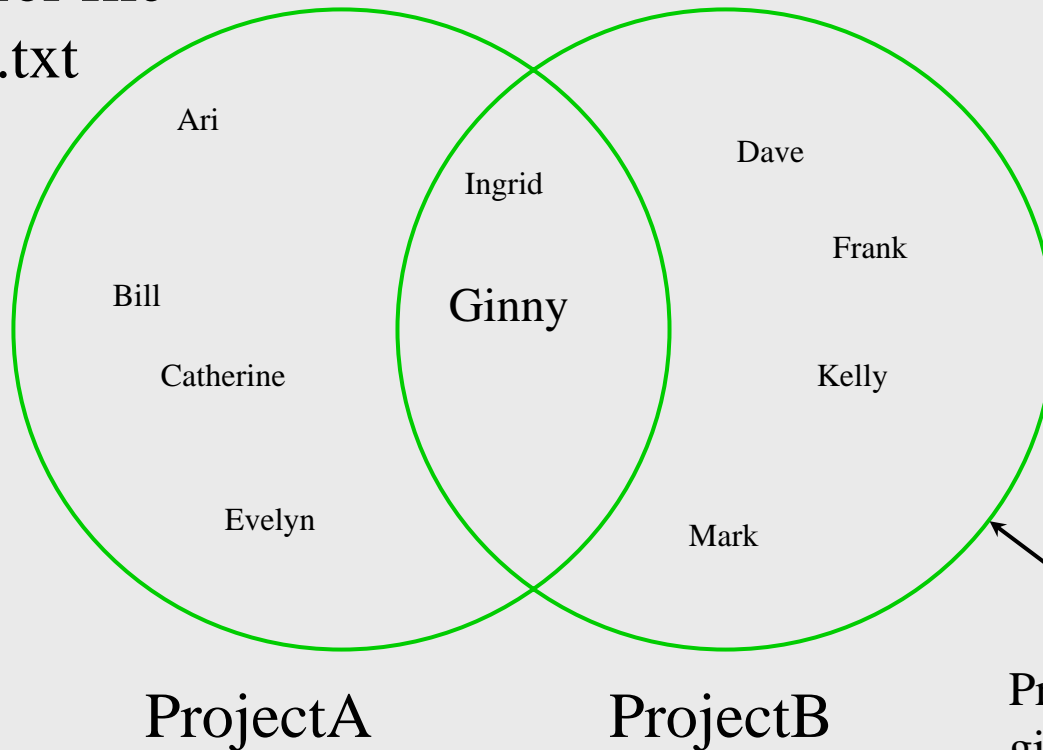 .txt
Ari
Dave
Ingrid
Frank
Bill
Ginny
Catherine
Kelly
Evelyn
Mark
ProjectA
ProjectB